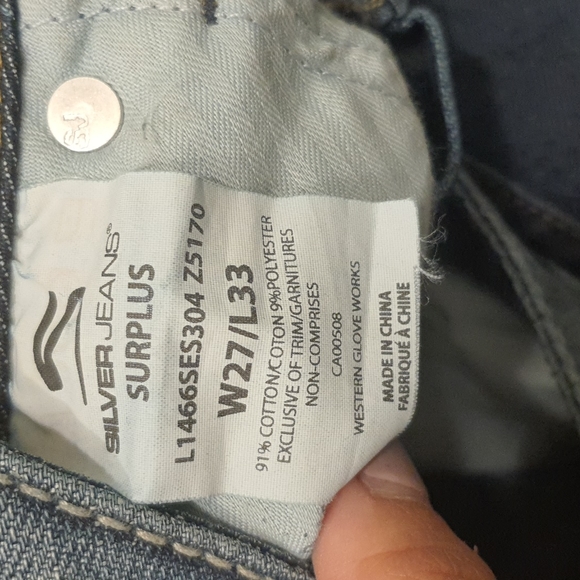 SILVER JEANS®
SURPLUS
L1466SES304 Z5170
W27/L33
91% COTTON/COTON 9%POLYESTER
EXCLUSIVE OF TRIM/GARNITURES
NON-COMPRISES
CA00508
WESTERN GLOVE WORKS
MADE IN CHINA
FABRIQUÉ À CHINE